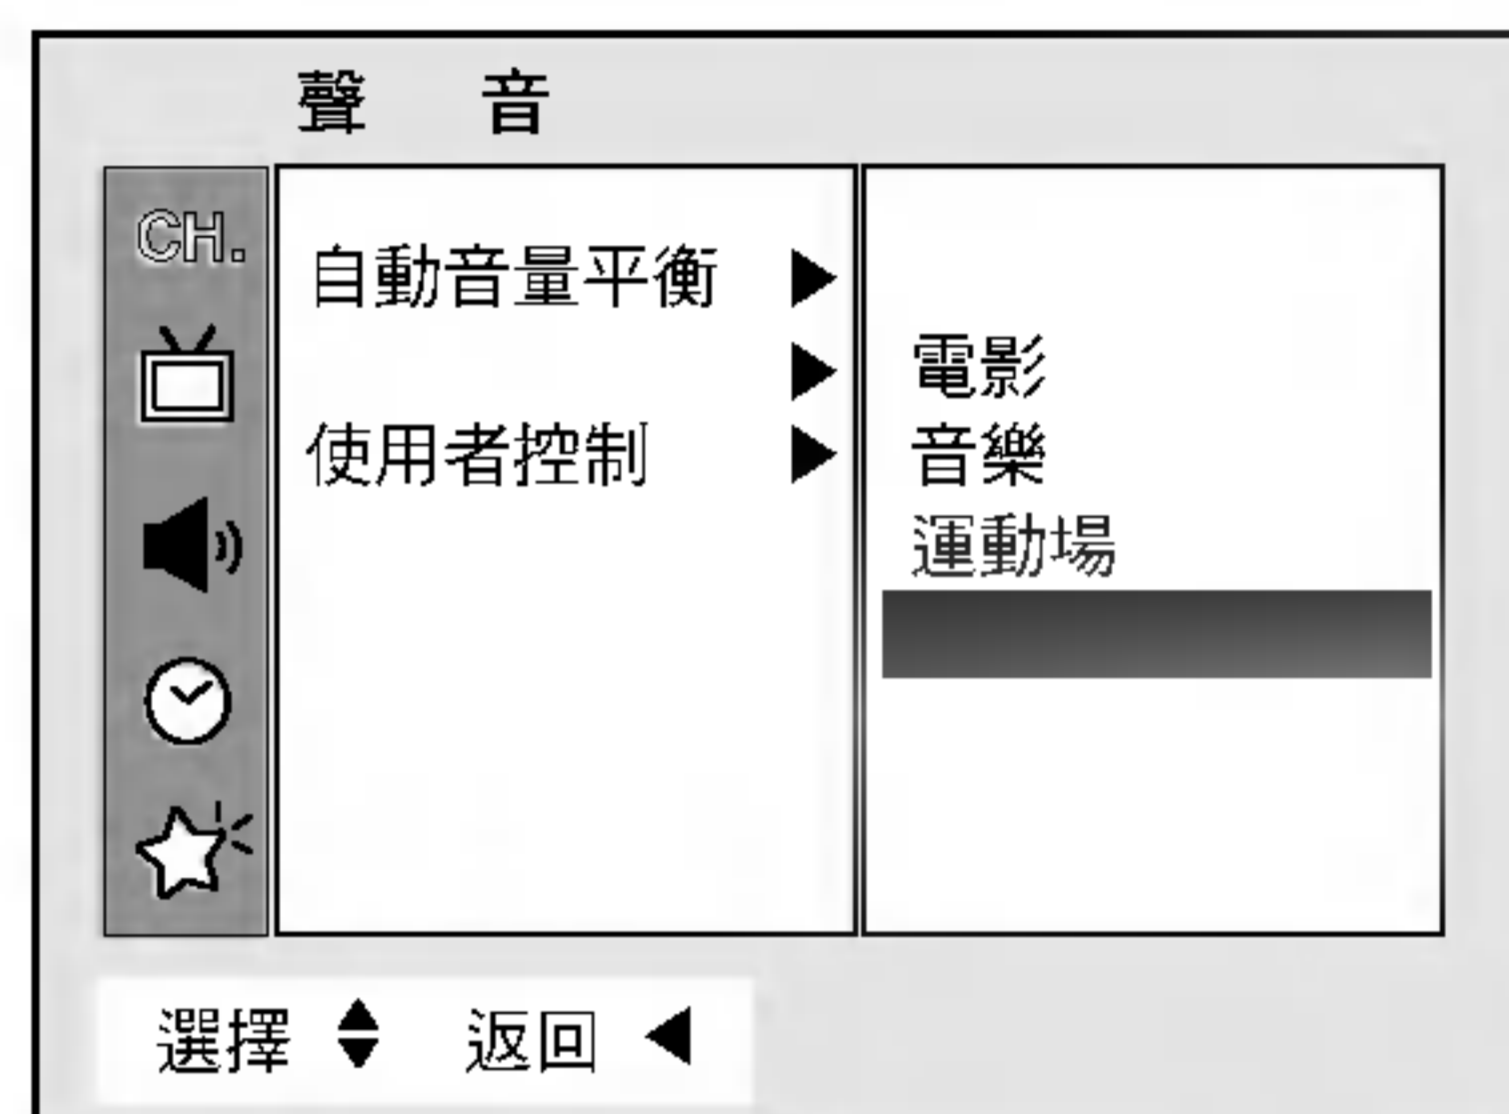 聲 音
CH.
自動音量平衡 ▶
▶ 電影
使用者控制 ▶ 音樂
運動場
選擇 返回 ◀